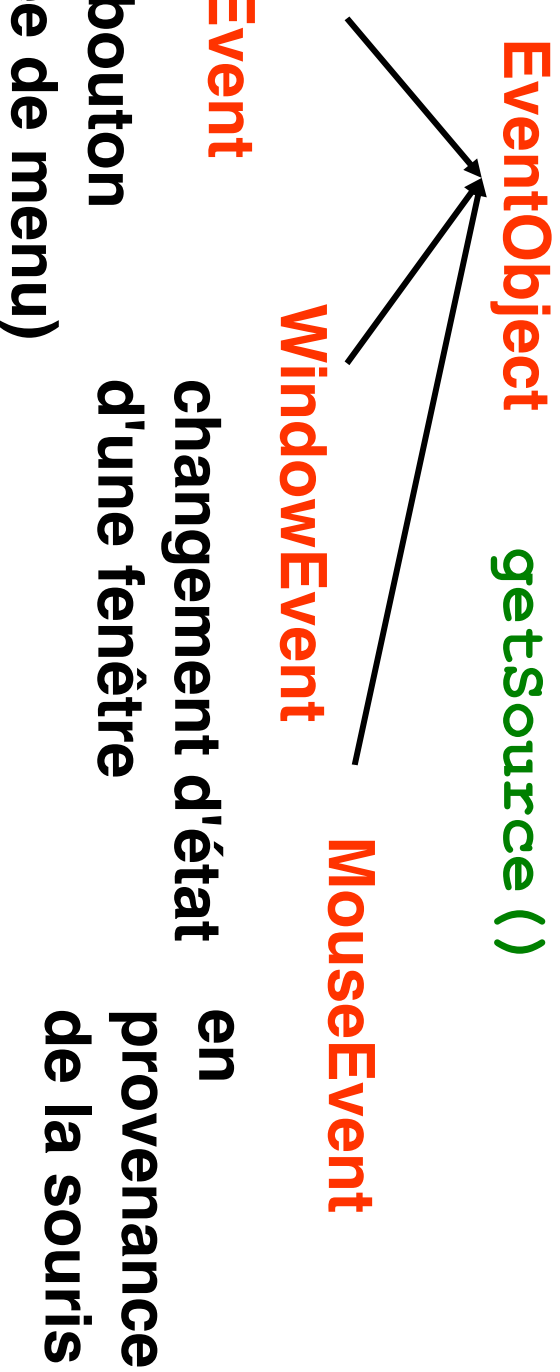 EventObject getSource()
Event
WindowEvent
MouseEvent
bouton
de menu)
changement d'état
d'une fenêtre
en
provenance
de la souris